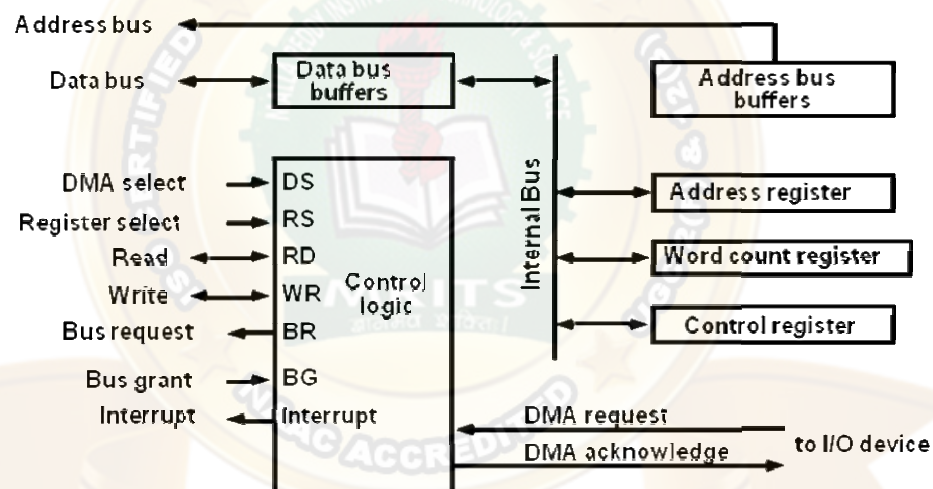 Address bus
Data bus
Data bus
buffers
Address bus
buffers
Internal Bus
DMA select
DS
Register select
RS
Read
RD
Write
WR
Bus request
BR
Bus grant
BG
Interrupt
Interrupt
Control
logic
Address register
Word count register
Control register
DMA request
DMA acknowledge
to I/O device
NAAC ACCREDITED